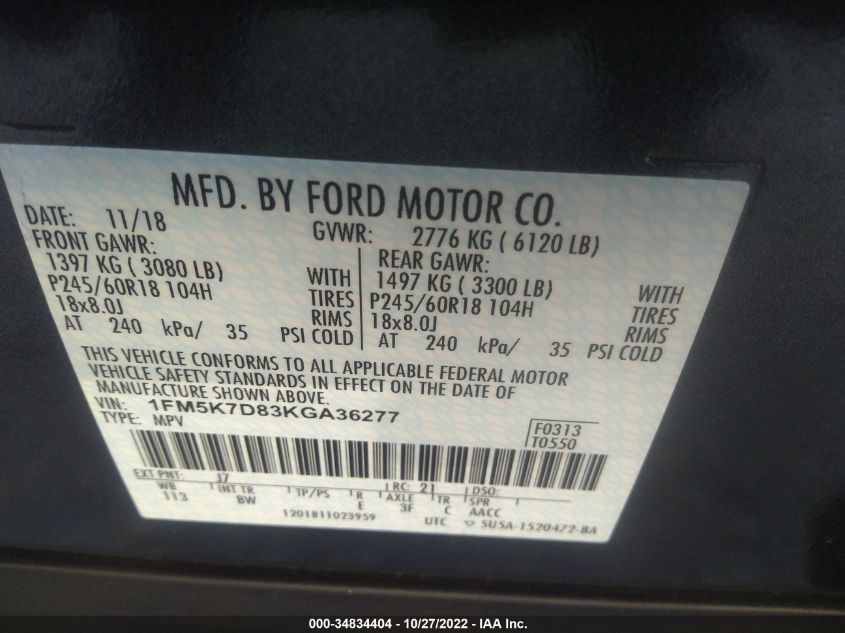 MFD. BY FORD MOTOR CO.
DATE: 11/18 GVWR: 2776 KG ( 6120 LB)
FRONT GAWR: REAR GAWR:
1397 KG ( 3080 LB) WITH 1497 KG ( 3300 LB) WITH
P245/60R18 104H TIRES P245/60R18 104H TIRES
18x8.0J RIMS 18x8.0J RIMS
AT 240 kPa/ 35 PSI COLD AT 240 kPa/ 35 PSI COLD
THIS VEHICLE CONFORMS TO ALL APPLICABLE FEDERAL MOTOR
VEHICLE SAFETY STANDARDS IN EFFECT ON THE DATE OF
MANUFACTURE SHOWN ABOVE.
VIN: 1FM5K7D83KGA36277
TYPE: MPV F0313
T0550
EXT PNT: J7 RC: 21 DSO:
WB INT TR TP/PS R AXLE TR SPR
113 8W E 3F C AACC
1201811023959 UTC ▽ 5U5A-1520472-BA
000-34834404 / 10/27/2022 - IAA Inc.